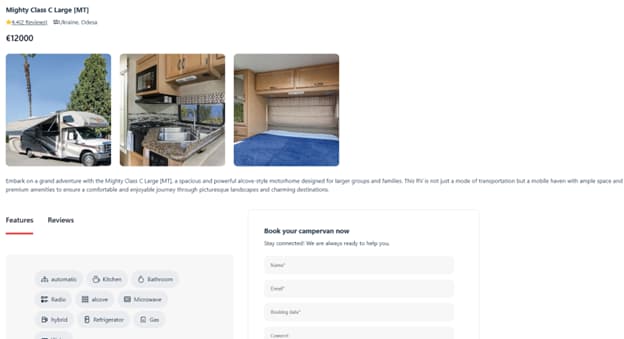 Mighty Class C Large [MT]
4.4(2 Reviews) Ukraine, Odesa
€12000
Embark on a grand adventure with the Mighty Class C Large [MT], a spacious and powerful alcove-style motorhome designed for larger groups and families. This RV is not just a mode of transportation but a mobile haven with ample space and
premium amenities to ensure a comfortable and enjoyable journey through picturesque landscapes and charming destinations.
Features Reviews
Book your campervan now
Stay connected! We are always ready to help you.
automatic Kitchen Bathroom
Name*
Email*
Radio alcove Microwave
Booking date*
hybrid Refrigerator Gas
Comment